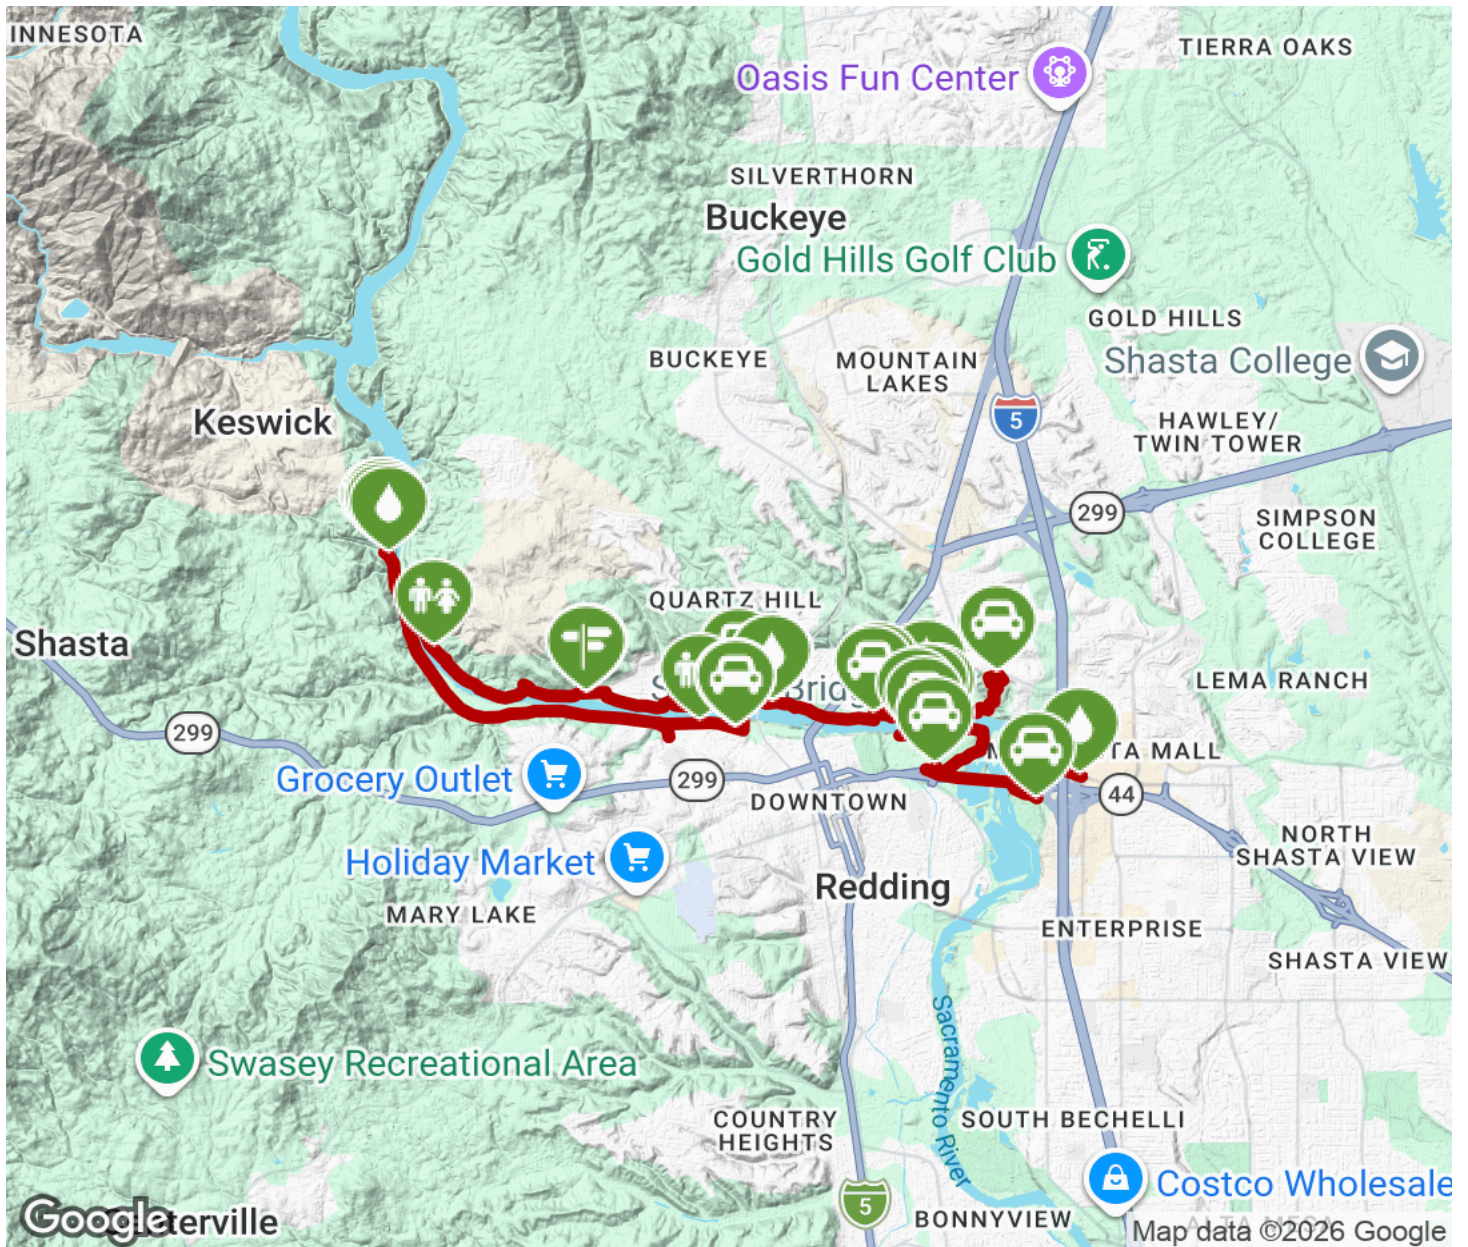 INNESOTA
TIERRA OAKS
Oasis Fun Center
SILVERTHORN
Buckeye
Gold Hills Golf Club
GOLD HILLS
BUCKEYE
MOUNTAIN
LAKES
Shasta College
5
Keswick
HAWLEY/
TWIN TOWER
299
SIMPSON
COLLEGE
QUARTZ HILL
Shasta
LEMA RANCH
299
TA MALL
Grocery Outlet
299
DOWNTOWN
44
Holiday Market
NORTH
SHASTA VIEW
Redding
MARY LAKE
ENTERPRISE
SHASTA VIEW
Sacramento River
Swasey Recreational Area
COUNTRY
HEIGHTS
SOUTH BECHELLI
Costco Wholesale
5
BONNYVIEW
Google
terville
Map data ©2026 Google